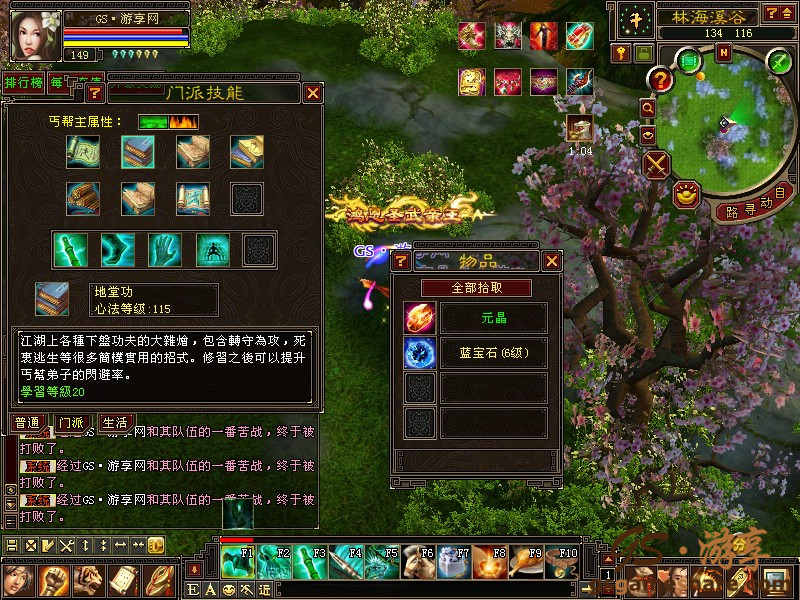 GS·游享网
149
排行榜
门派技能
丐帮主属性：
地堂功
心法等级:115
江湖上各種下盤功夫的大雜燴，包含轉守為攻，死
裏逃生等很多簡樸實用的招式。修習之後可以提升
丐幫弟子的閃避率。
學習等級20
普通
门派
生活
经过GS·游享网和其队伍的一番苦战，终于被
打败了。
经过GS·游享网和其队伍的一番苦战，终于被
打败了。
经过GS·游享网和其队伍的一番苦战，终于被
打败了。
林海溪谷
134 116
N
自动寻路
1:04
GS·游
物品
全部拾取
元晶
蓝宝石(6级)
F1
F2
F3
F4
F5
F6
F7
F8
F9
F10
1
E
A
近
GS·游享